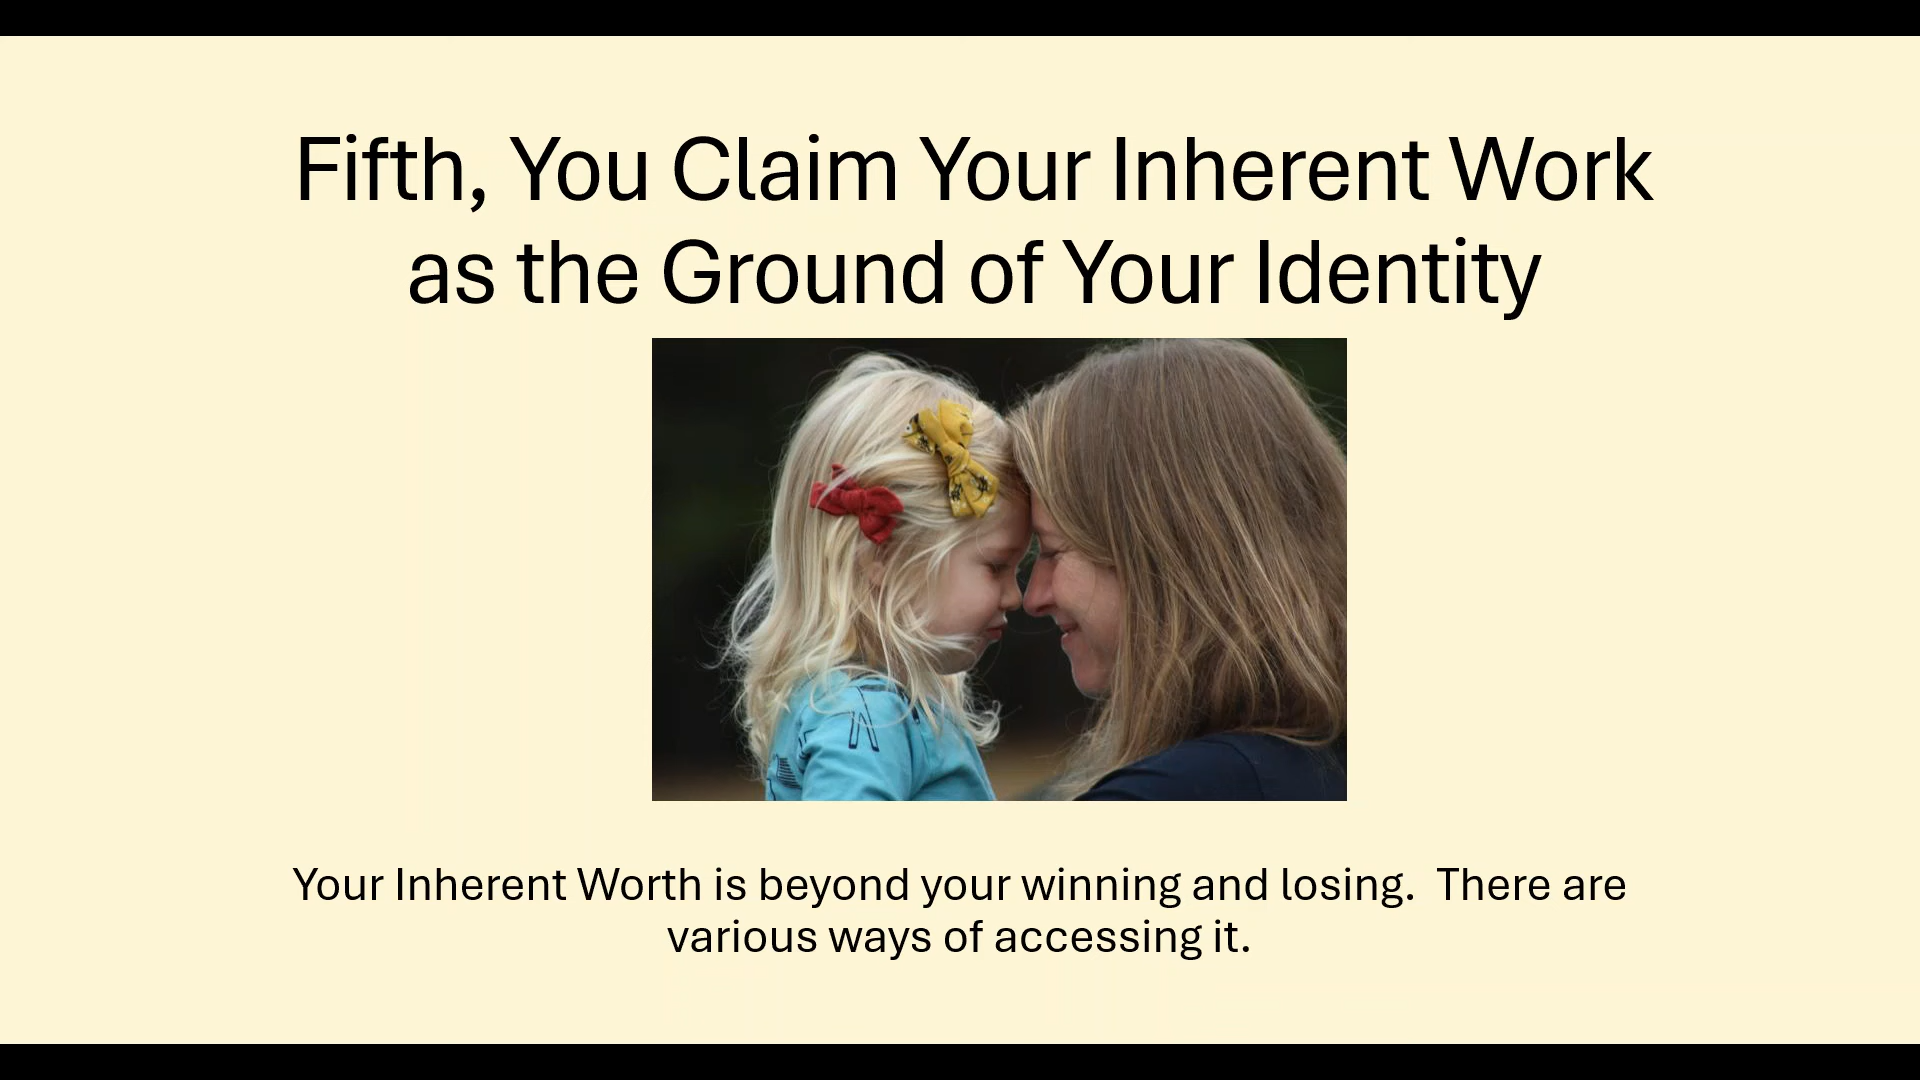 Fifth, You Claim Your Inherent Work
as the Ground of Your Identity
Your Inherent Worth is beyond your winning and losing.  There are
various ways of accessing it.